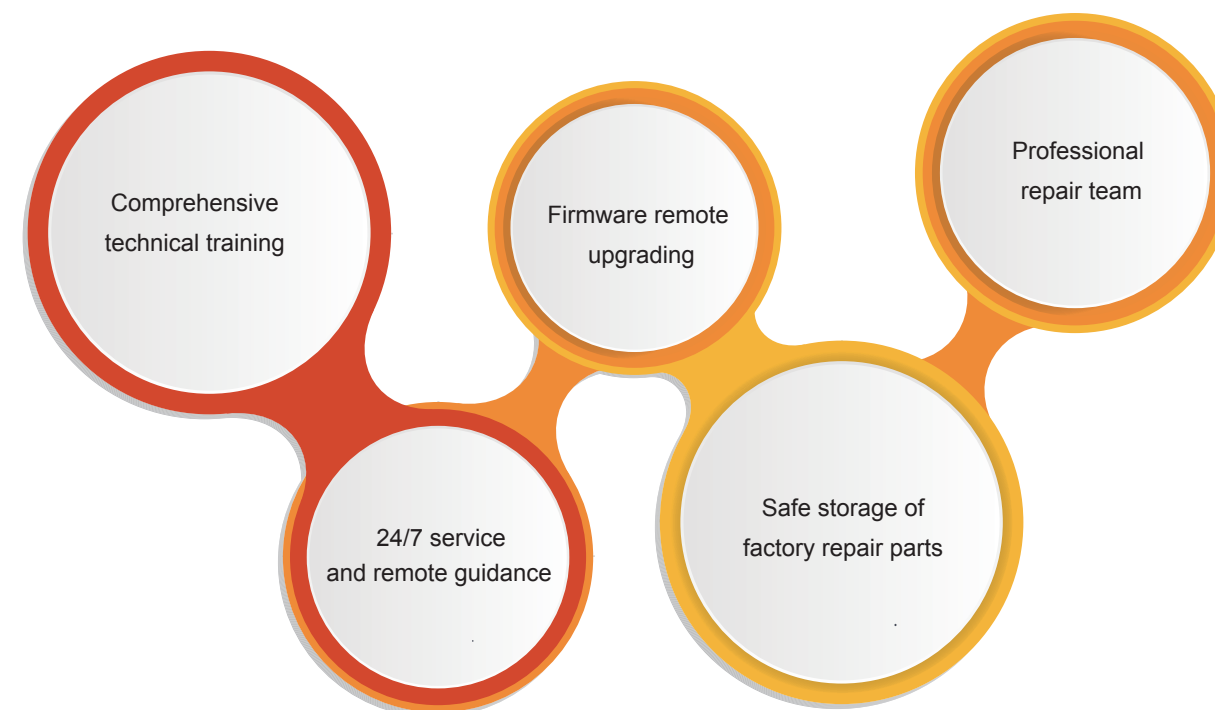 Comprehensive
technical training
24/7 service
and remote guidance
Firmware remote
upgrading
Safe storage of
factory repair parts
Professional
repair team